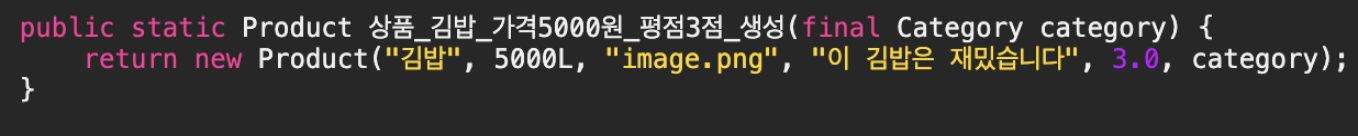 public static Product 상품_김밥_가격5000원_평점3점_생성(final Category category) {
    return new Product("김밥", 5000L, "image.png", "이 김밥은 재밌습니다", 3.0, category);
}